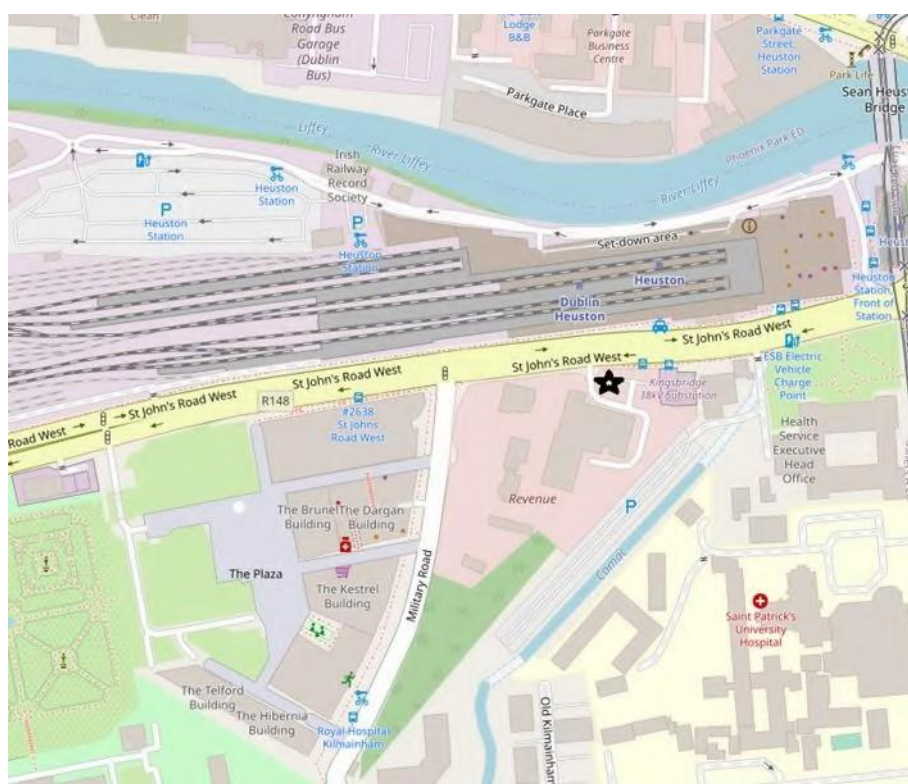 Clean
Conyngham
Road Bus
Garage
(Dublin
Bus)
Lodge
B&B
Parkgate
Business
Centre
Parkgate
Street,
Heuston
Station
Park Life
Sean Heust
Bridge
Parkgate Place
Liffey
River Liffey
Phoenix Park ED
River Liffey
Irish
Railway
Record
Society
Heuston
Station
P
Heuston
Station
P
Heuston
Station
Set-down area
Heuston
Dublin
Heuston
Heuston
Station,
Front of
Station
St John's Road West
St John's Road West
St John's Road West
St John's Road West
Road West
R148
#2638
St Johns
Road West
Kingsbridge
38kV Substation
ESB Electric
Vehicle
Charge
Point
Health
Service
Executive
Head
Office
Revenue
P
Camac
The Brunel
Building
The Dargan
Building
The Plaza
The Kestrel
Building
Military Road
Saint Patrick's
University
Hospital
The Telford
Building
The Hibernia
Building
Royal Hospital
Kilmainham
Old Kilmainham